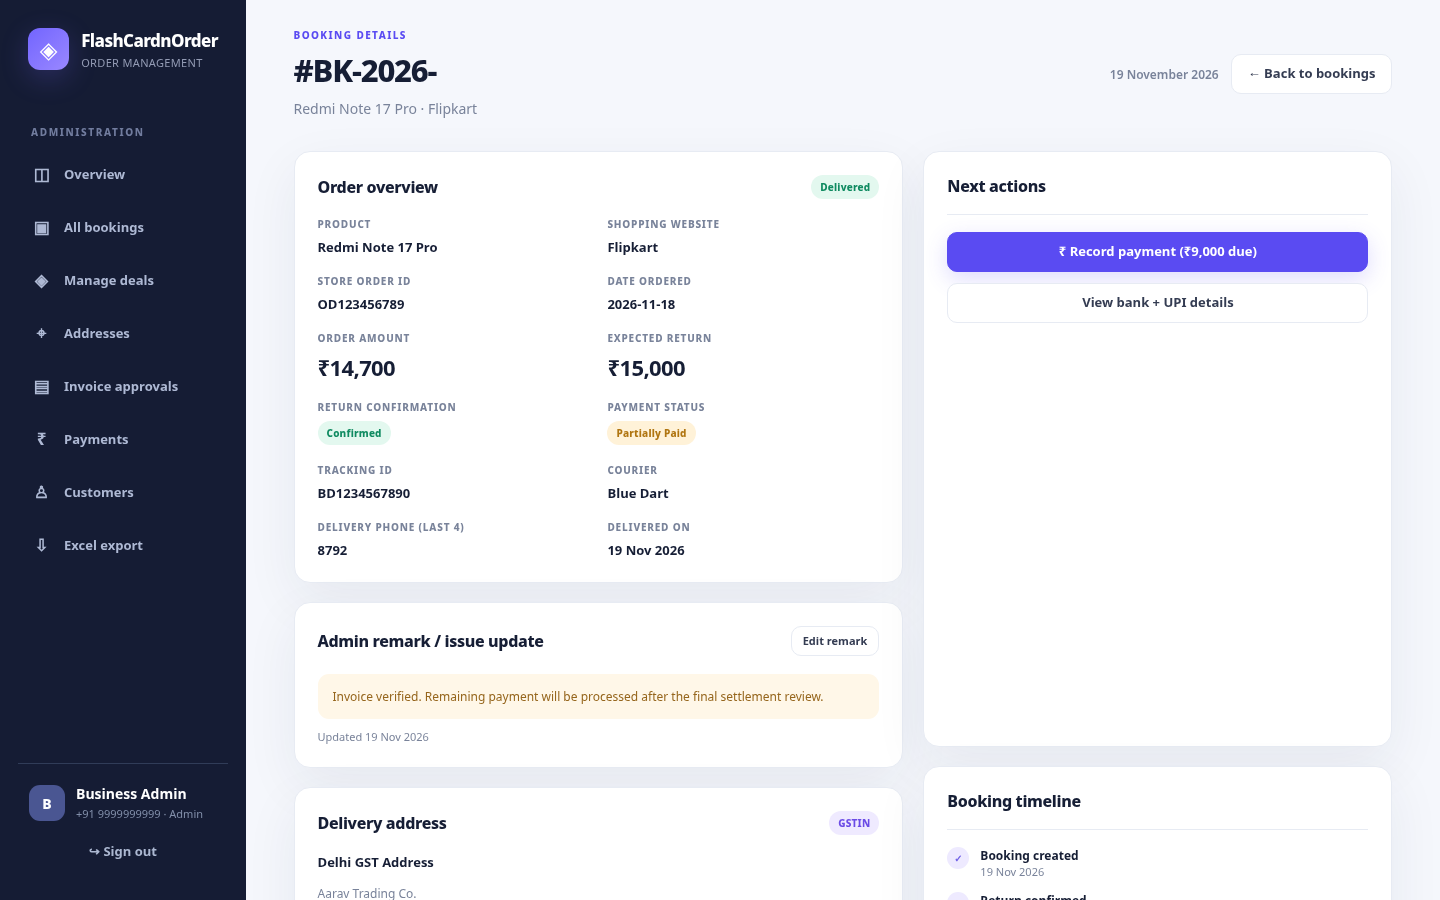 FlashCardnOrder
ORDER MANAGEMENT
ADMINISTRATION
Overview
All bookings
Manage deals
Addresses
Invoice approvals
₹ Payments
Customers
Excel export
B
Business Admin
+91 9999999999 · Admin
↪ Sign out
BOOKING DETAILS
#BK-2026-
Redmi Note 17 Pro · Flipkart
19 November 2026
← Back to bookings
Order overview
Delivered
PRODUCT
Redmi Note 17 Pro
SHOPPING WEBSITE
Flipkart
STORE ORDER ID
OD123456789
DATE ORDERED
2026-11-18
ORDER AMOUNT
₹14,700
EXPECTED RETURN
₹15,000
RETURN CONFIRMATION
Confirmed
PAYMENT STATUS
Partially Paid
TRACKING ID
BD1234567890
COURIER
Blue Dart
DELIVERY PHONE (LAST 4)
8792
DELIVERED ON
19 Nov 2026
Admin remark / issue update
Edit remark
Invoice verified. Remaining payment will be processed after the final settlement review.
Updated 19 Nov 2026
Delivery address
GSTIN
Delhi GST Address
Aarav Trading Co.
Next actions
₹ Record payment (₹9,000 due)
View bank + UPI details
Booking timeline
✓ Booking created
19 Nov 2026
Return confirmed